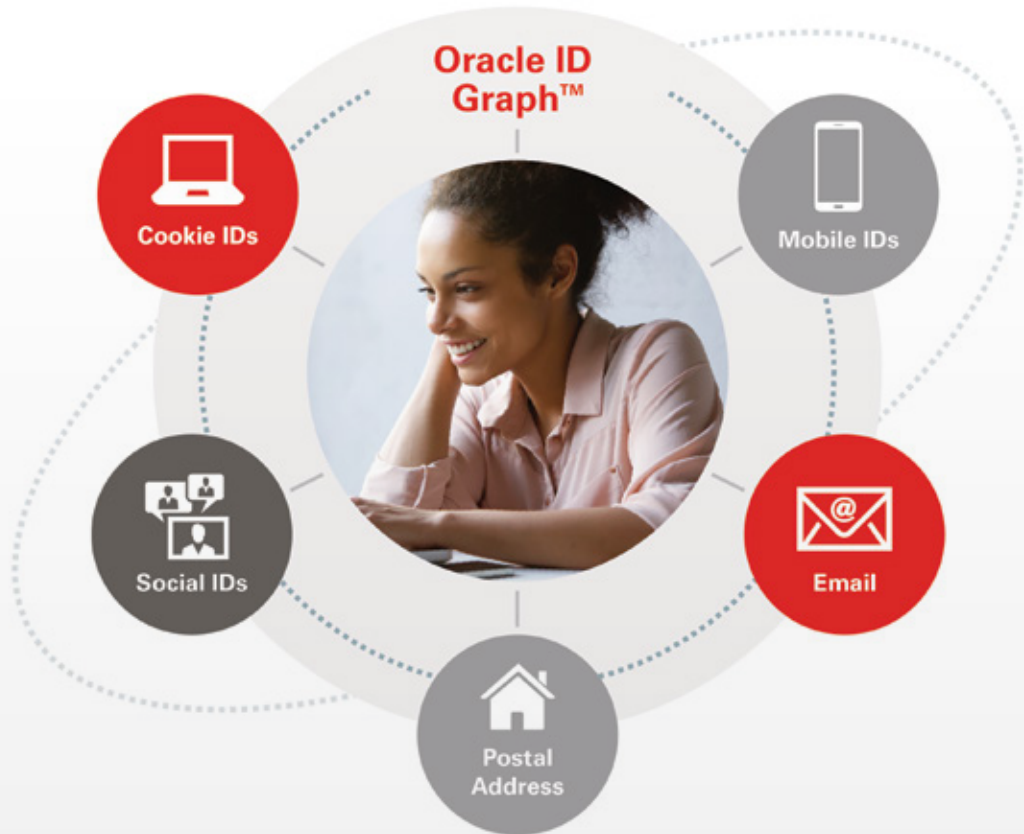 Oracle ID
Graph™
Cookie IDs
Mobile IDs
Social IDs
@
Email
Postal
Address